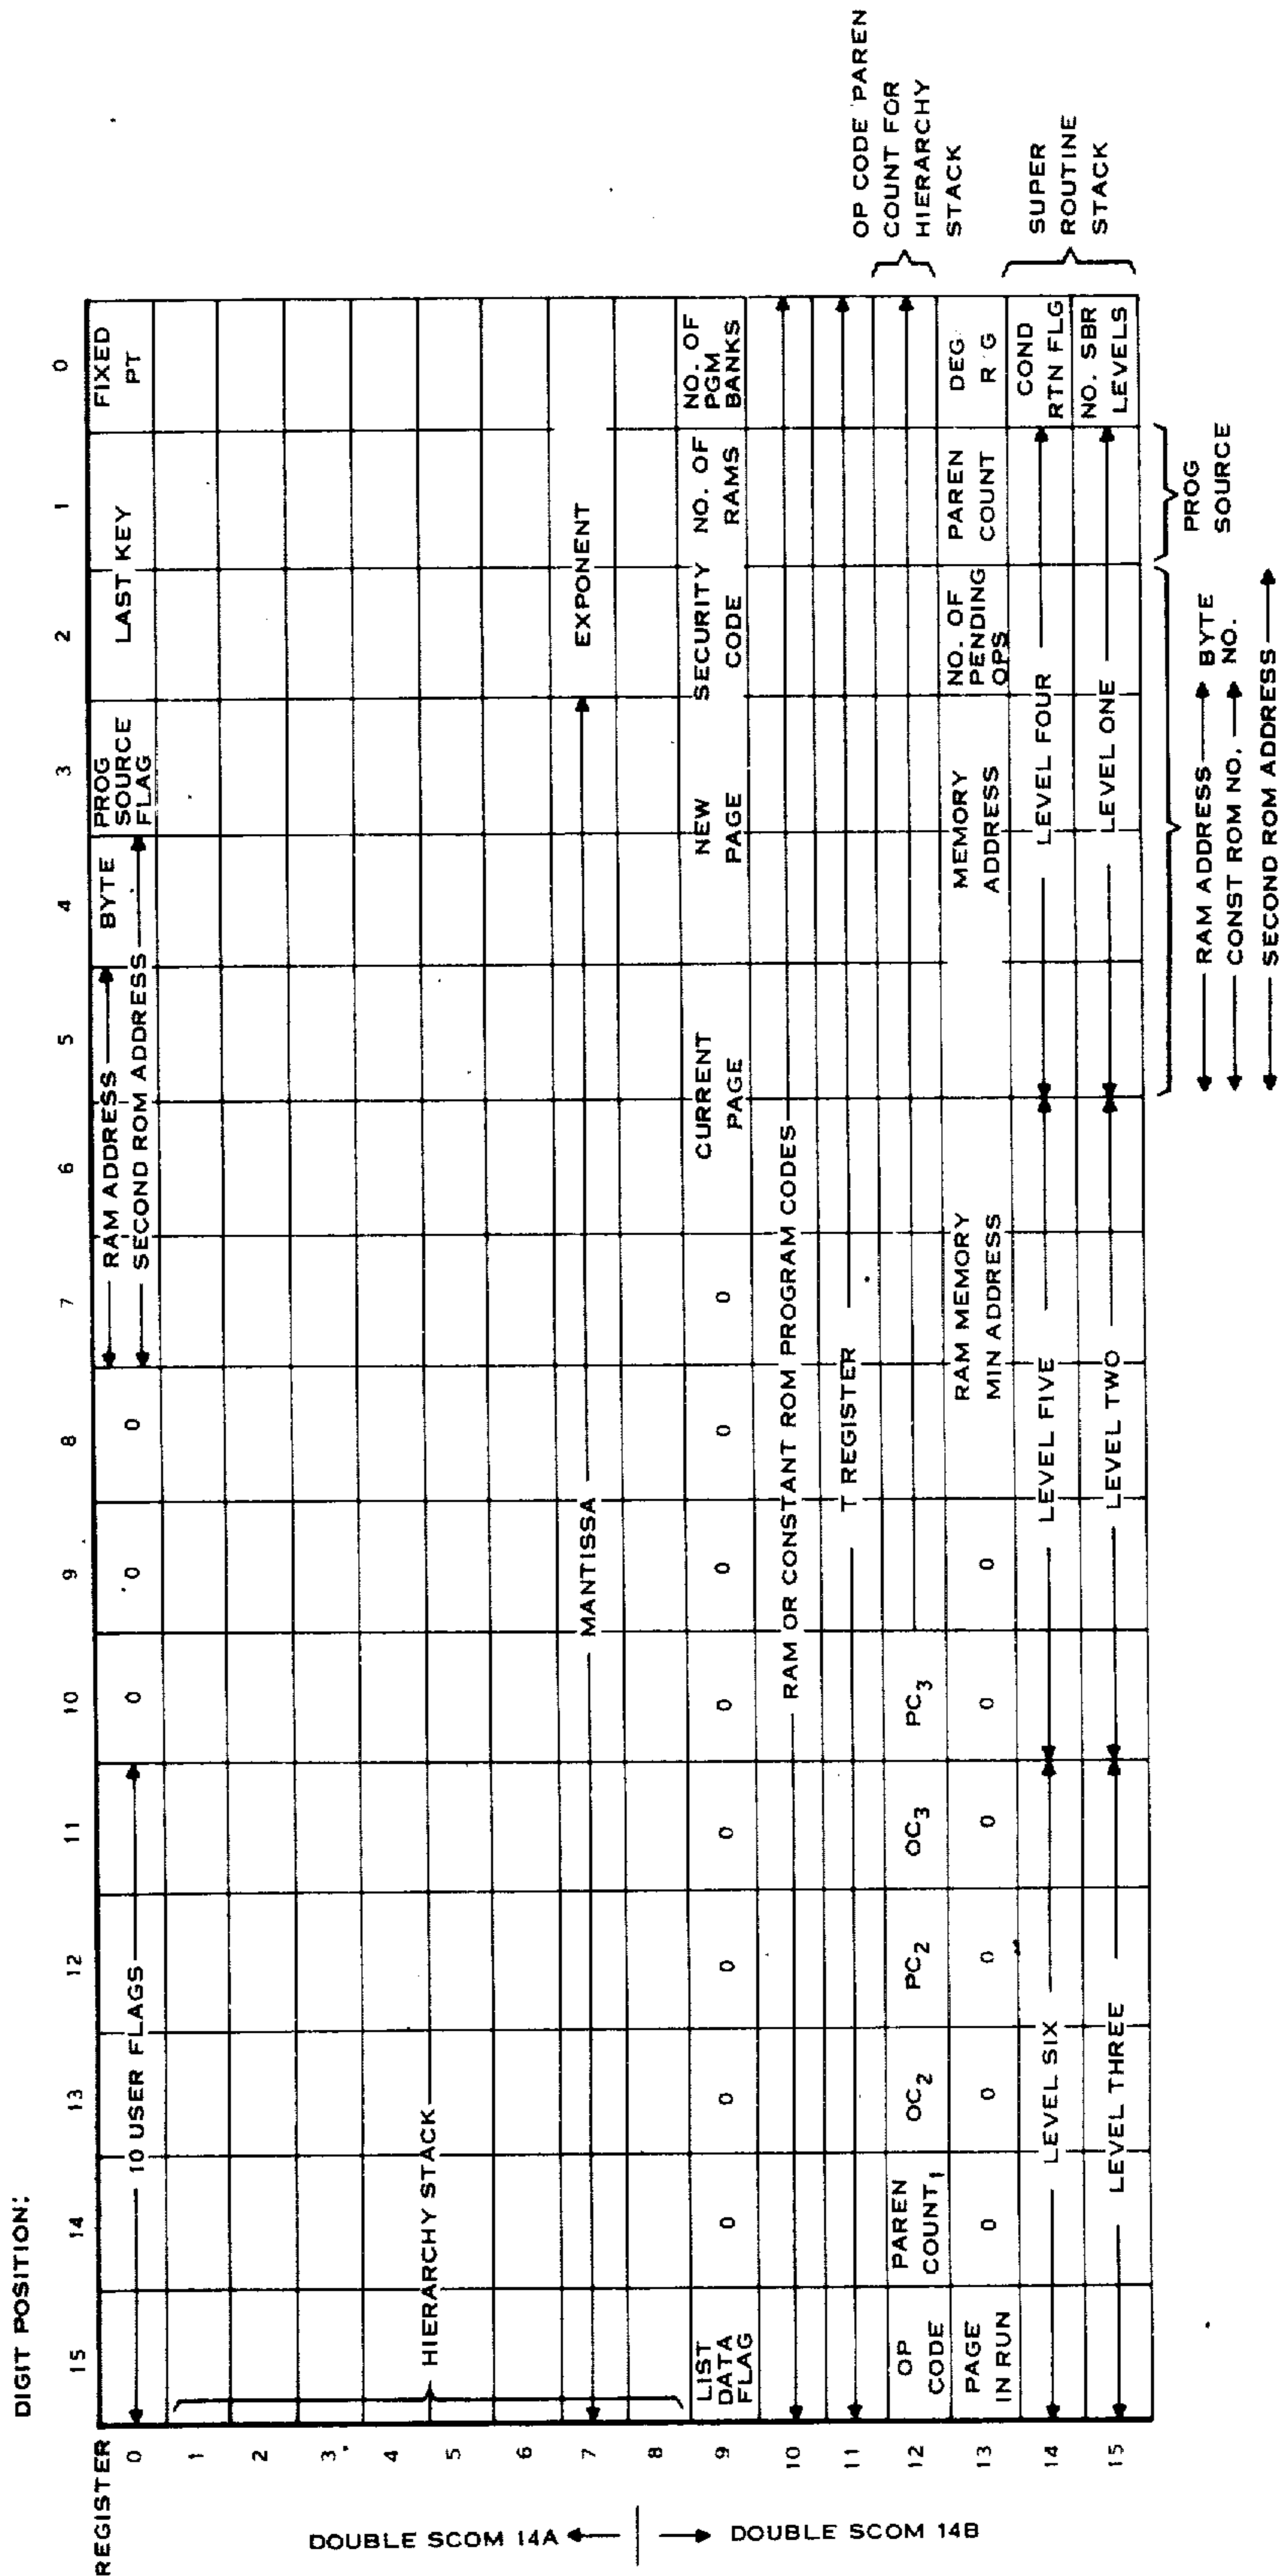 DIGIT POSITION:
REGISTER
15 14 13 12 11 10 9 8 7 6 5 4 3 2 1 0
0
10 USER FLAGS
0 0 0
RAM ADDRESS
BYTE
SECOND ROM ADDRESS
PROG
SOURCE
FLAG
LAST KEY
FIXED
PT
1
2
3
4
5
6
HIERARCHY STACK
7
MANTISSA
EXPONENT
8
9
LIST
DATA
FLAG
0 0 0 0 0 0 0 0
CURRENT
PAGE
NEW
PAGE
SECURITY
CODE
NO. OF
RAMS
NO. OF
PGM
BANKS
10
RAM OR CONSTANT ROM PROGRAM CODES
11
T REGISTER
12
OP
CODE
PAREN
COUNT1
OC2
PC2
OC3
PC3
OP CODE PAREN
COUNT FOR
HIERARCHY
STACK
13
PAGE
IN RUN
0 0 0 0 0 0
RAM MEMORY
MIN ADDRESS
MEMORY
ADDRESS
NO. OF
PENDING
OPS
PAREN
COUNT
DEG
R G
14
LEVEL SIX
LEVEL FIVE
LEVEL FOUR
COND
RTN FLG
15
LEVEL THREE
LEVEL TWO
LEVEL ONE
NO. SBR
LEVELS
SUPER
ROUTINE
STACK
DOUBLE SCOM 14A
DOUBLE SCOM 14B
PROG
SOURCE
RAM ADDRESS BYTE
CONST ROM NO. NO.
SECOND ROM ADDRESS